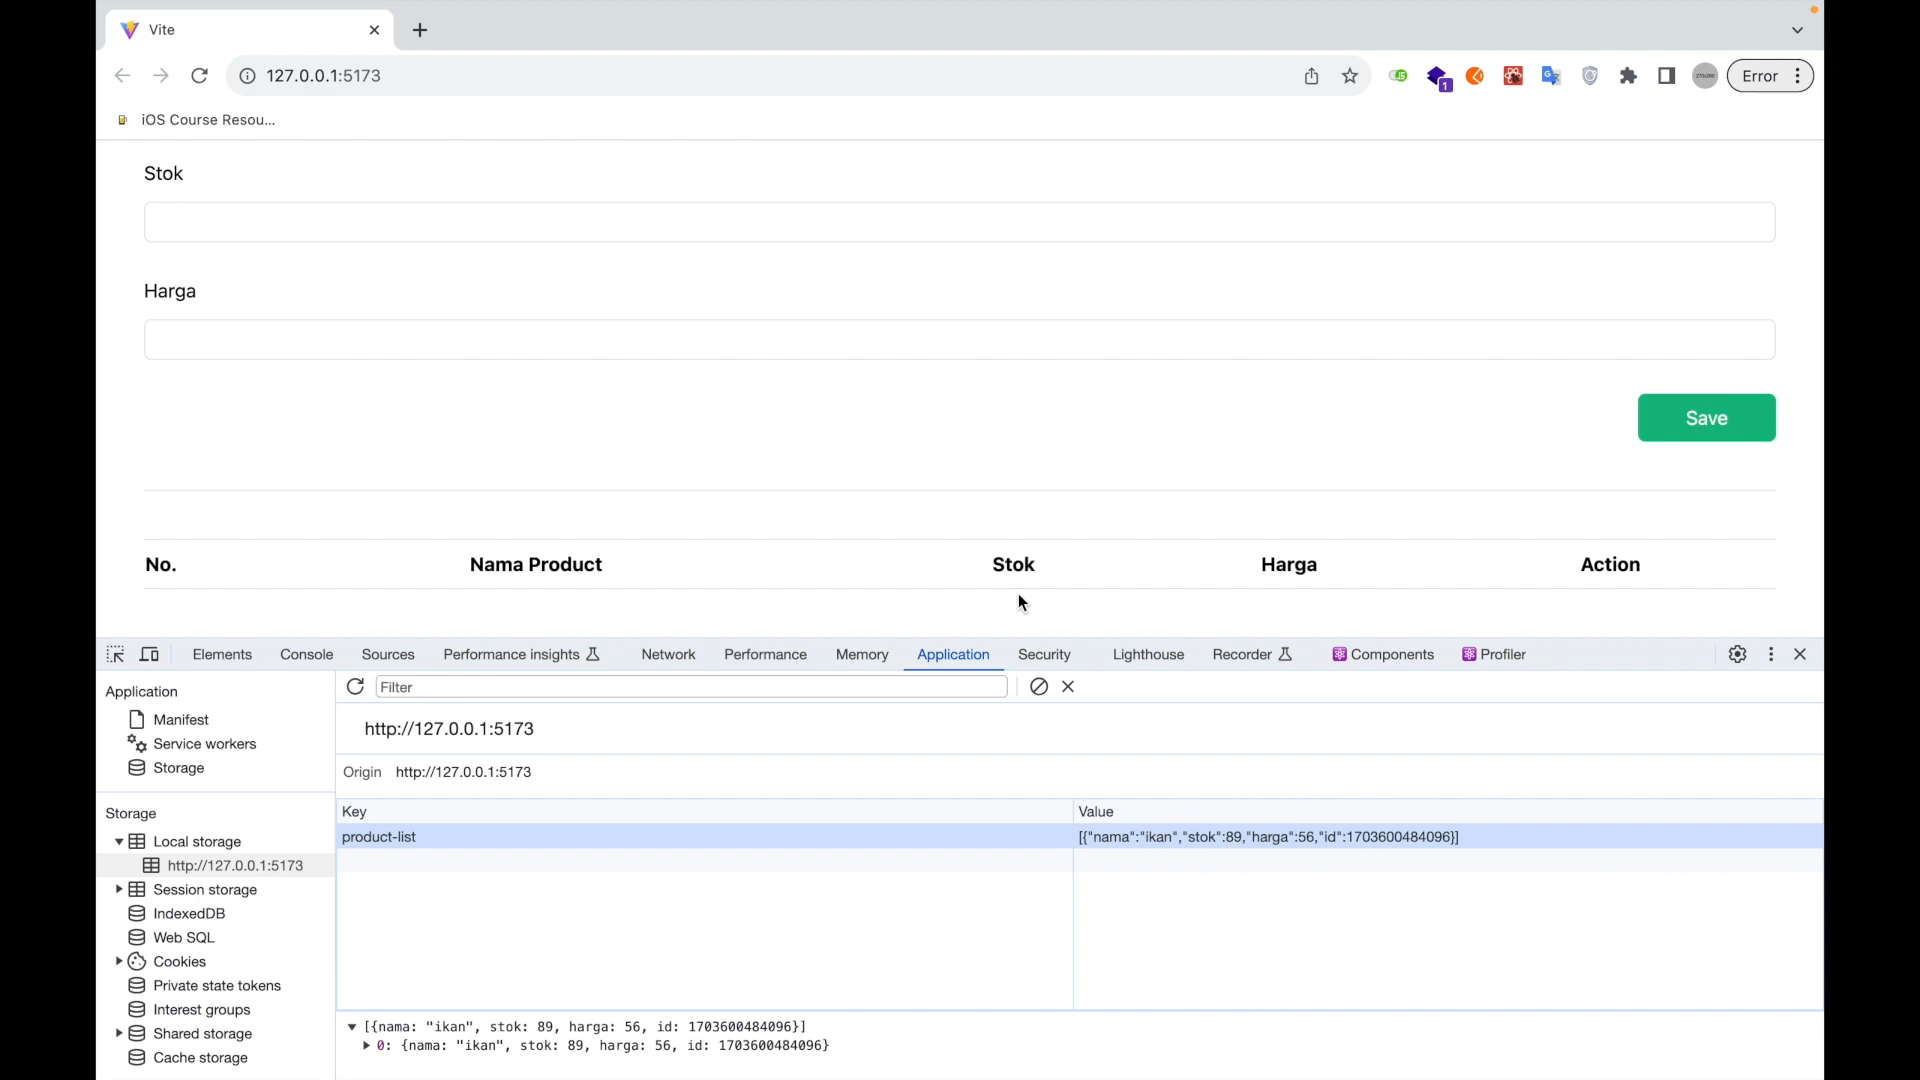 Vite
127.0.0.1:5173
1
Error
iOS Course Resou...
Stok
Harga
Save
No. Nama Product Stok Harga Action
Elements Console Sources Performance insights Network Performance Memory Application Security Lighthouse Recorder Components Profiler
Application
Manifest
Service workers
Storage
Storage
Local storage
http://127.0.0.1:5173
Session storage
IndexedDB
Web SQL
Cookies
Private state tokens
Interest groups
Shared storage
Cache storage
Filter
http://127.0.0.1:5173
Origin http://127.0.0.1:5173
Key Value
product-list [{"nama":"ikan","stok":89,"harga":56,"id":1703600484096}]
[{nama: "ikan", stok: 89, harga: 56, id: 1703600484096}]
0: {nama: "ikan", stok: 89, harga: 56, id: 1703600484096}